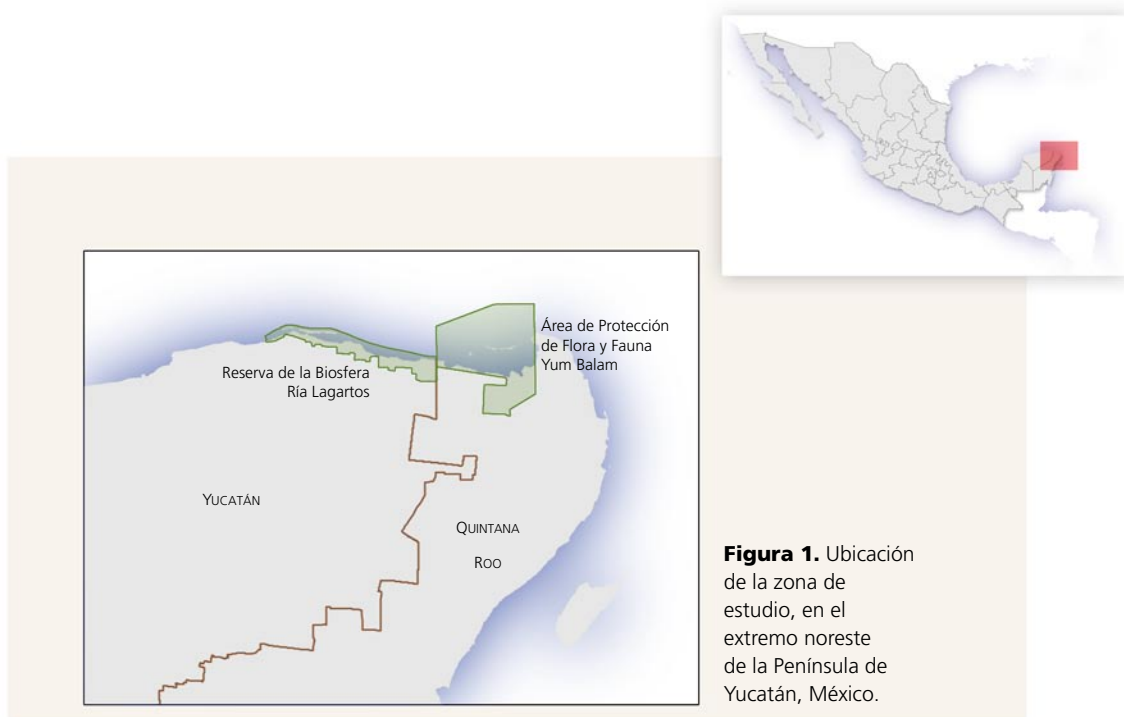 Área de Protección
de Flora y Fauna
Yum Balam
Reserva de la Biosfera
Ría Lagartos
YUCATÁN
QUINTANA
ROO
Figura 1. Ubicación
de la zona de
estudio, en el
extremo noreste
de la Península de
Yucatán, México.